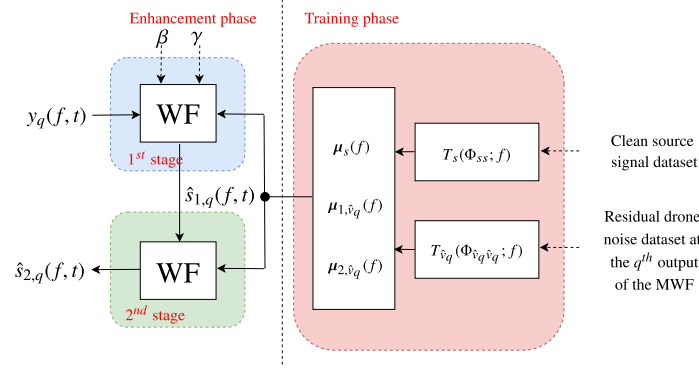 Enhancement phase
Training phase
β
γ
y_q(f,t)
WF
1^{st} stage
ŝ_{1,q}(f,t)
WF
2^{nd} stage
ŝ_{2,q}(f,t)
μ_s(f)
μ_{1,v̂_q}(f)
μ_{2,v̂_q}(f)
T_s(Φ_{ss}; f)
T_{v̂_q}(Φ_{v̂_q v̂_q}; f)
Clean source
signal dataset
Residual drone
noise dataset at
the q^{th} output
of the MWF